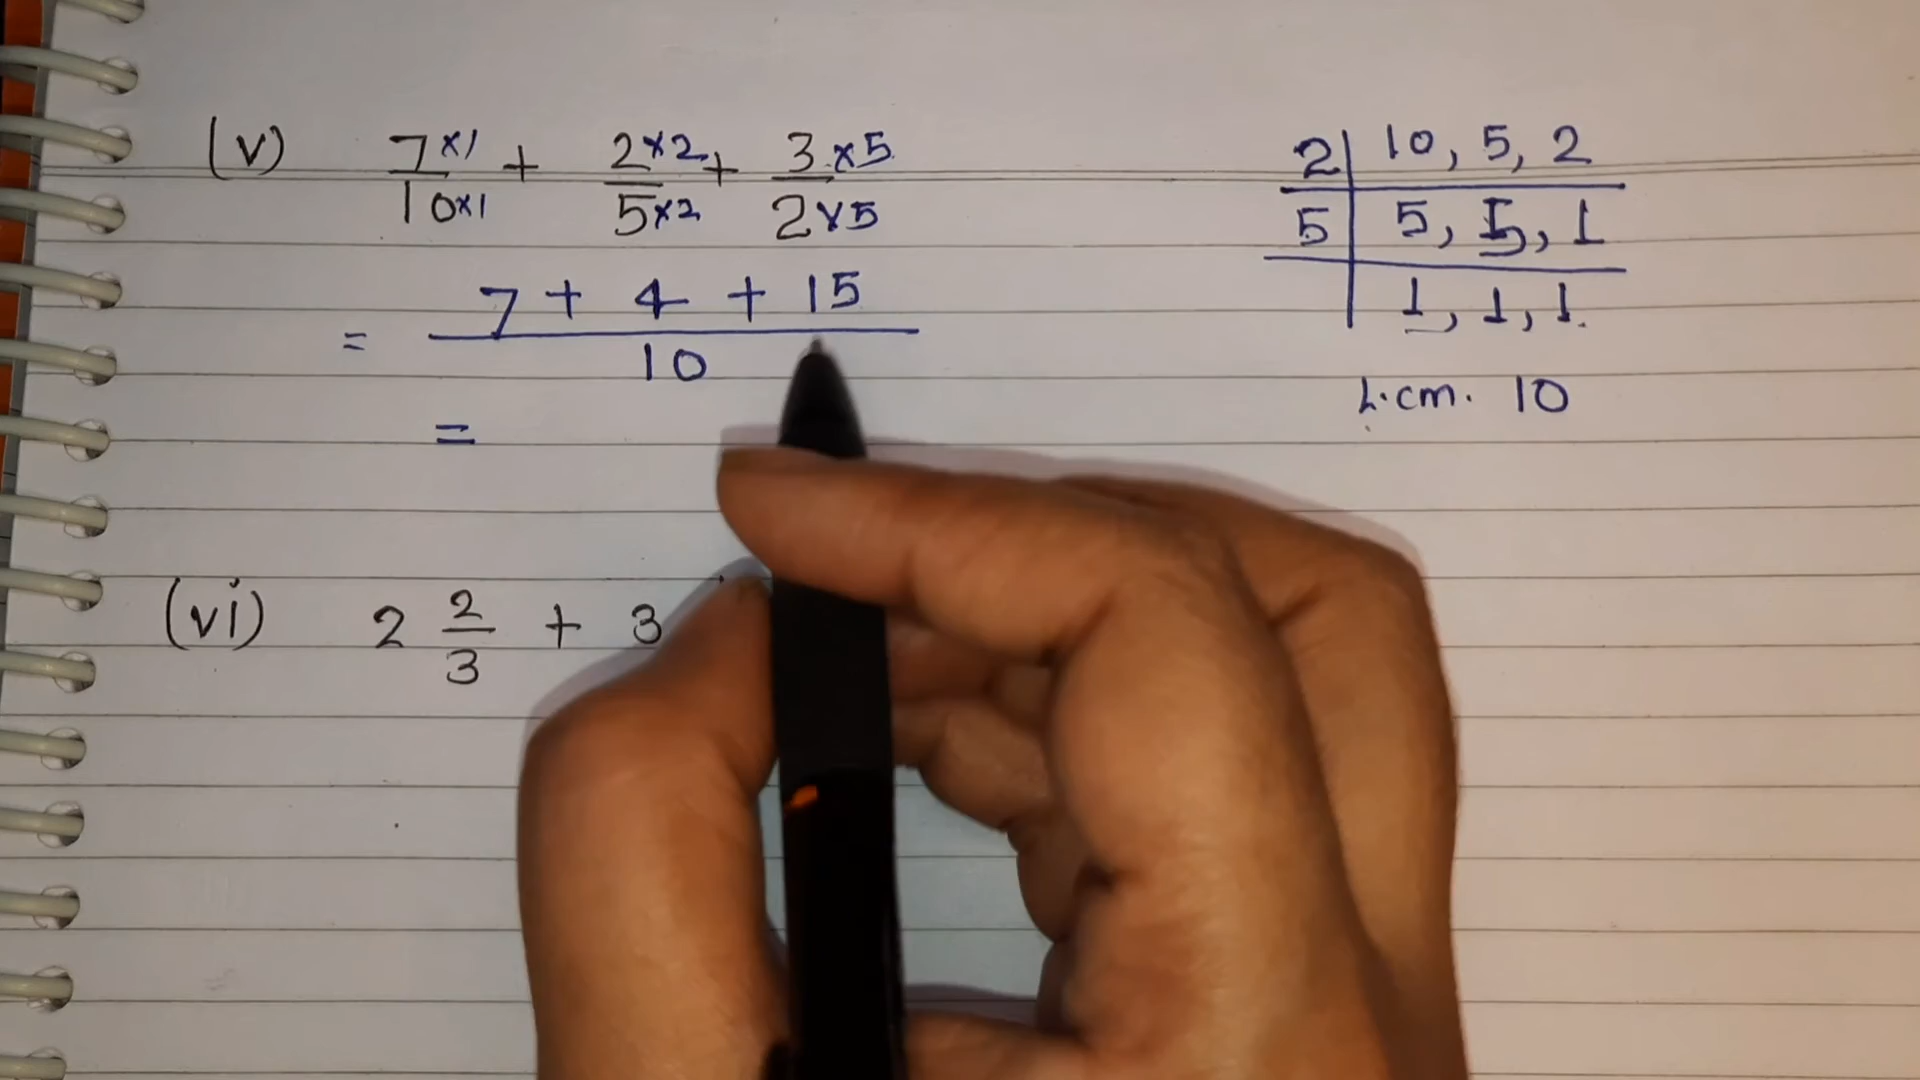 (v) 7×1/10×1 + 2×2/5×2 + 3×5/2×5
= 7 + 4 + 15 / 10
=
(vi) 2 2/3 + 3
2 | 10, 5, 2
5 | 5, 5, 1
1, 1, 1.
L.cm. 10